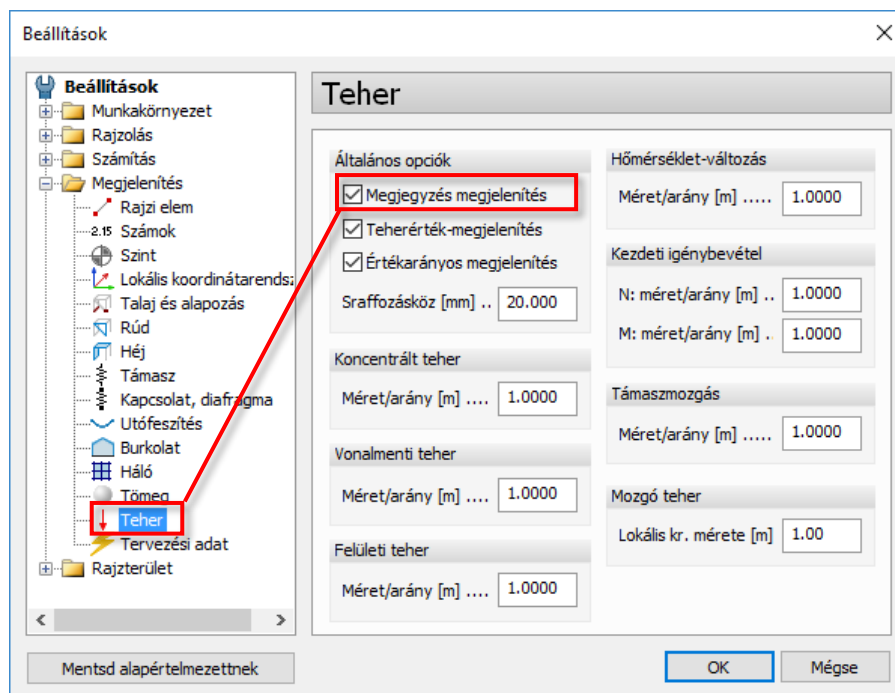 Beállítások
Beállítások
Munkakörnyezet
Rajzolás
Számítás
Megjelenítés
Rajzi elem
2.15 Számok
Szint
Lokális koordinátarends
Talaj és alapozás
Rúd
Héj
Támasz
Kapcsolat, diafragma
Utófeszítés
Burkolat
Háló
Tömeg
Teher
Tervezési adat
Rajzterület
Mentsd alapértelmezettnek
Teher
Általános opciók
Megjegyzés megjelenítés
Teherérték-megjelenítés
Értékarányos megjelenítés
Sraffozásköz [mm] .. 20.000
Koncentrált teher
Méret/arány [m] .... 1.0000
Vonalmenti teher
Méret/arány [m] .... 1.0000
Felületi teher
Méret/arány [m] .... 1.0000
Hőmérséklet-változás
Méret/arány [m] ..... 1.0000
Kezdeti igénybevétel
N: méret/arány [m] .. 1.0000
M: méret/arány [m] . 1.0000
Támaszmozgás
Méret/arány [m] ..... 1.0000
Mozgó teher
Lokális kr. mérete [m] 1.00
OK
Mégse